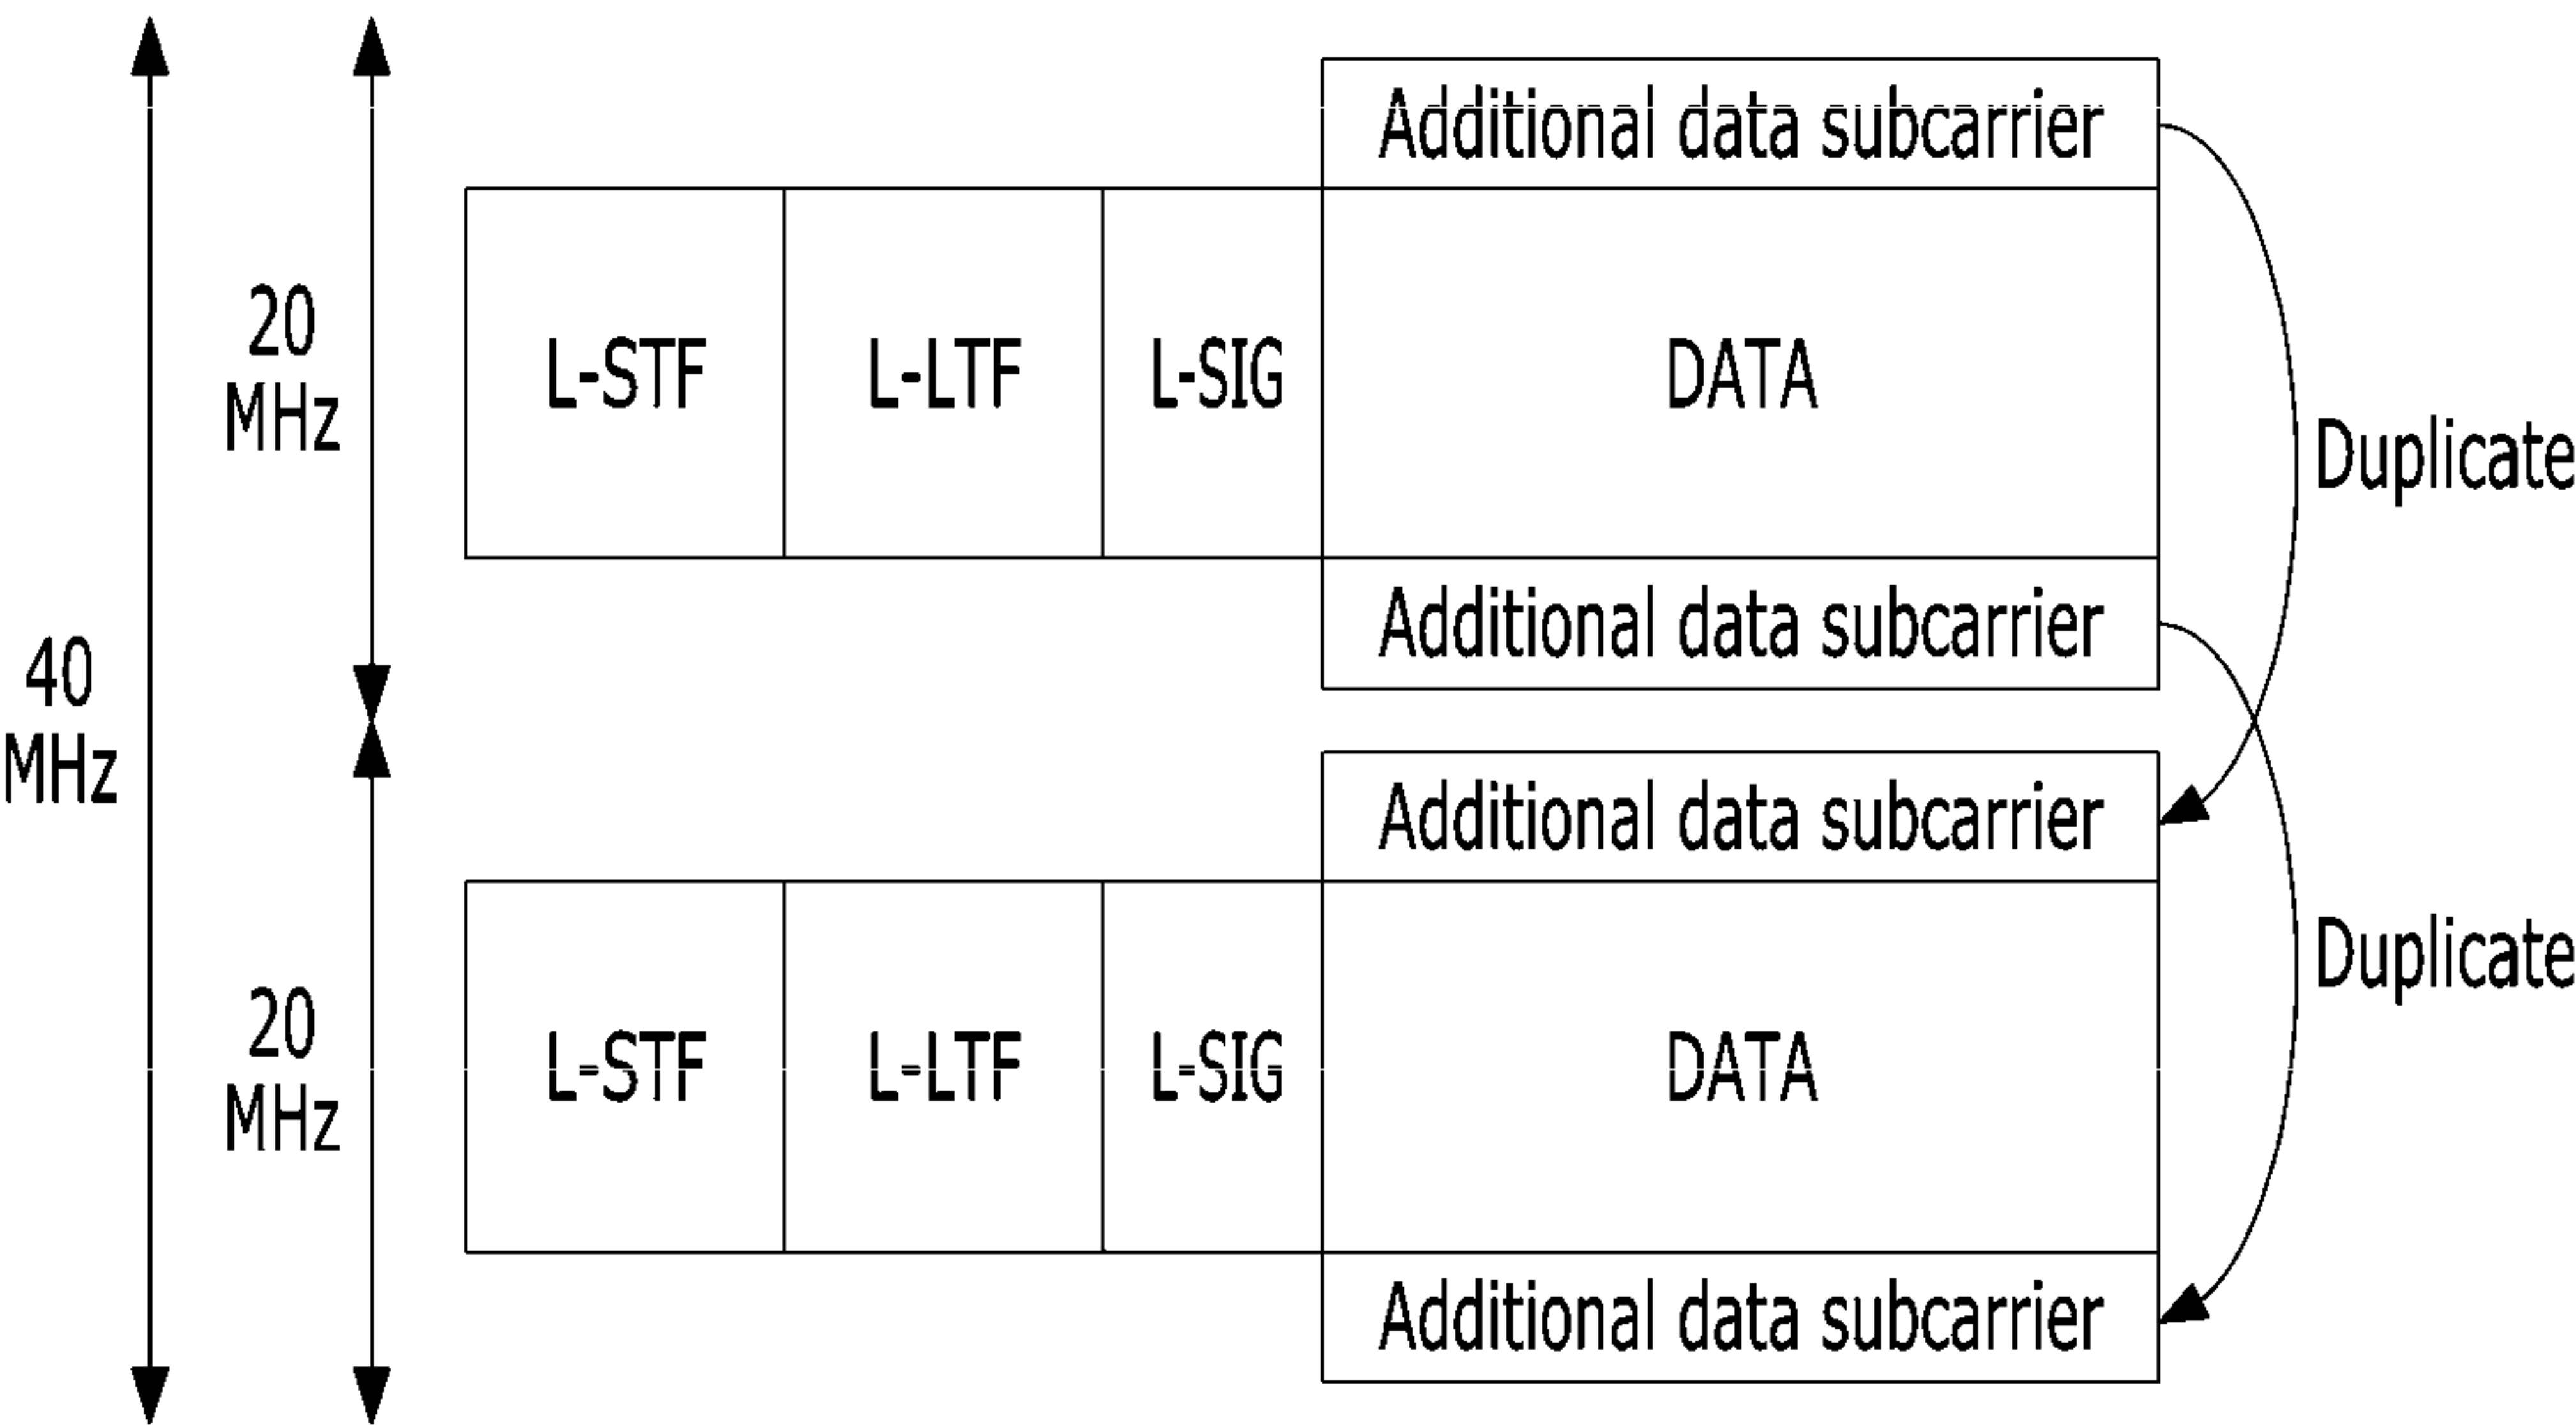 Additional data subcarrier
20
MHz
L-STF
L-LTF
L-SIG
DATA
Duplicate
Additional data subcarrier
40
MHz
Additional data subcarrier
20
MHz
L-STF
L-LTF
L-SIG
DATA
Duplicate
Additional data subcarrier